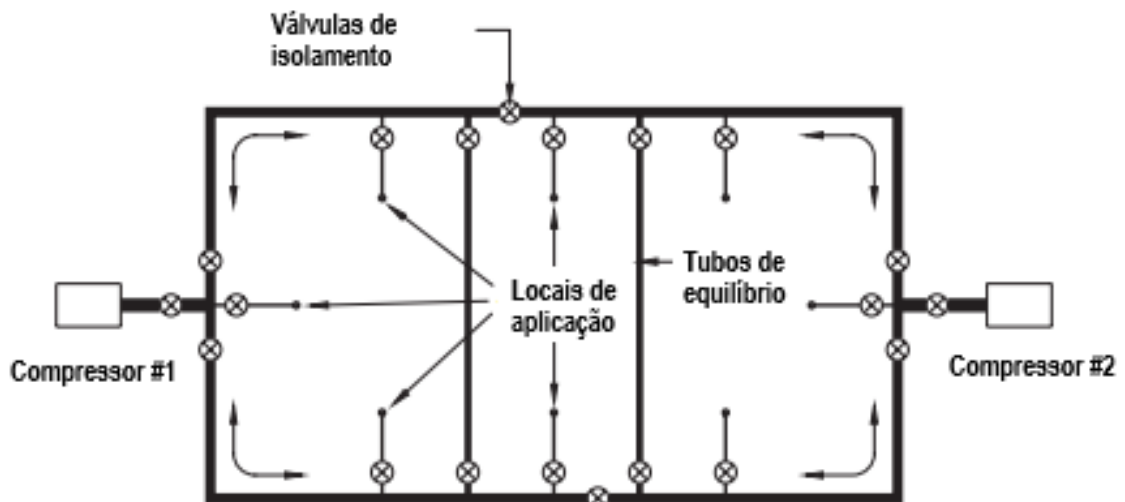 Válvulas de
isolamento
Locais de
aplicação
Tubos de
equilíbrio
Compressor #1
Compressor #2